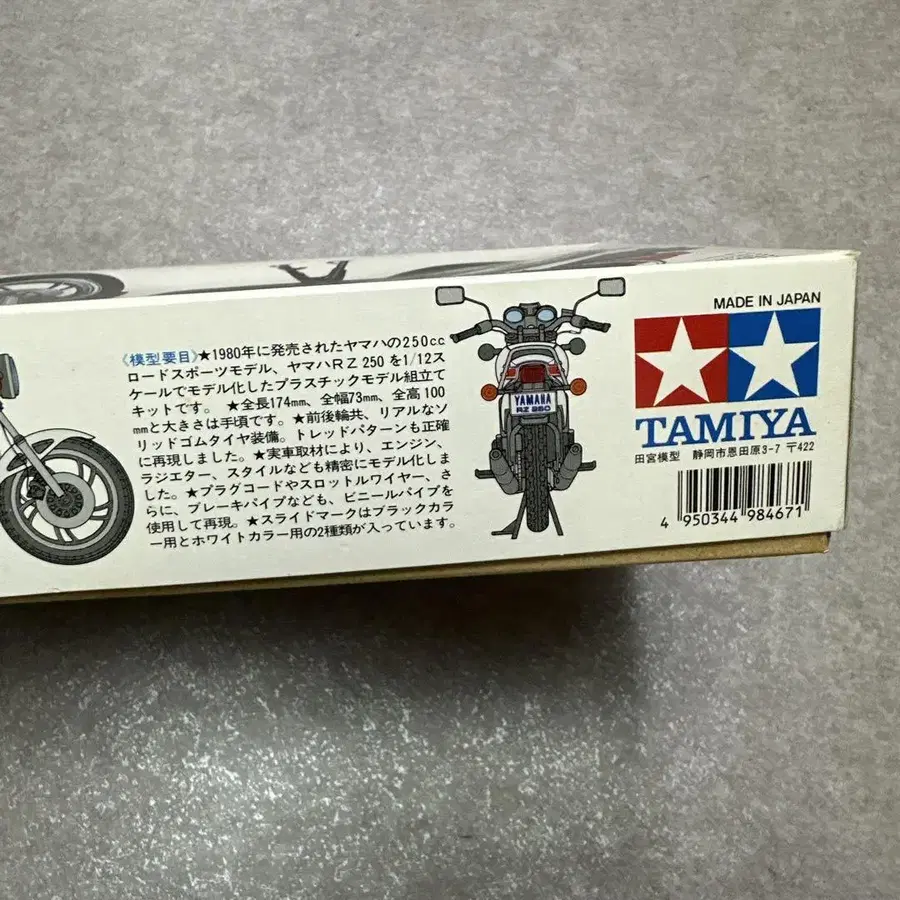 《模型要目》★1980年に発売されたヤマハの250cc
ロードスポーツモデル、ヤマハRZ250を1/12ス
ケールでモデル化したプラスチックモデル組立て
キットです。 ★全長174mm、全幅73mm、全高100
mmと大きさは手頃です。★前後輪共、リアルなソ
リッドゴムタイヤ装備。トレッドパターンも正確
に再現しました。★実車取材により、エンジン、
ラジエター、スタイルなども精密にモデル化しま
した。★プラグコードやスロットルワイヤー、さ
らに、ブレーキパイプなども、ビニールパイプを
使用して再現。★スライドマークはブラックカラ
ー用とホワイトカラー用の2種類が入っています。
YAMAHA
RZ 250
MADE IN JAPAN
TAMIYA
田宮模型 静岡市恩田原3-7 〒422
4 950344 984671